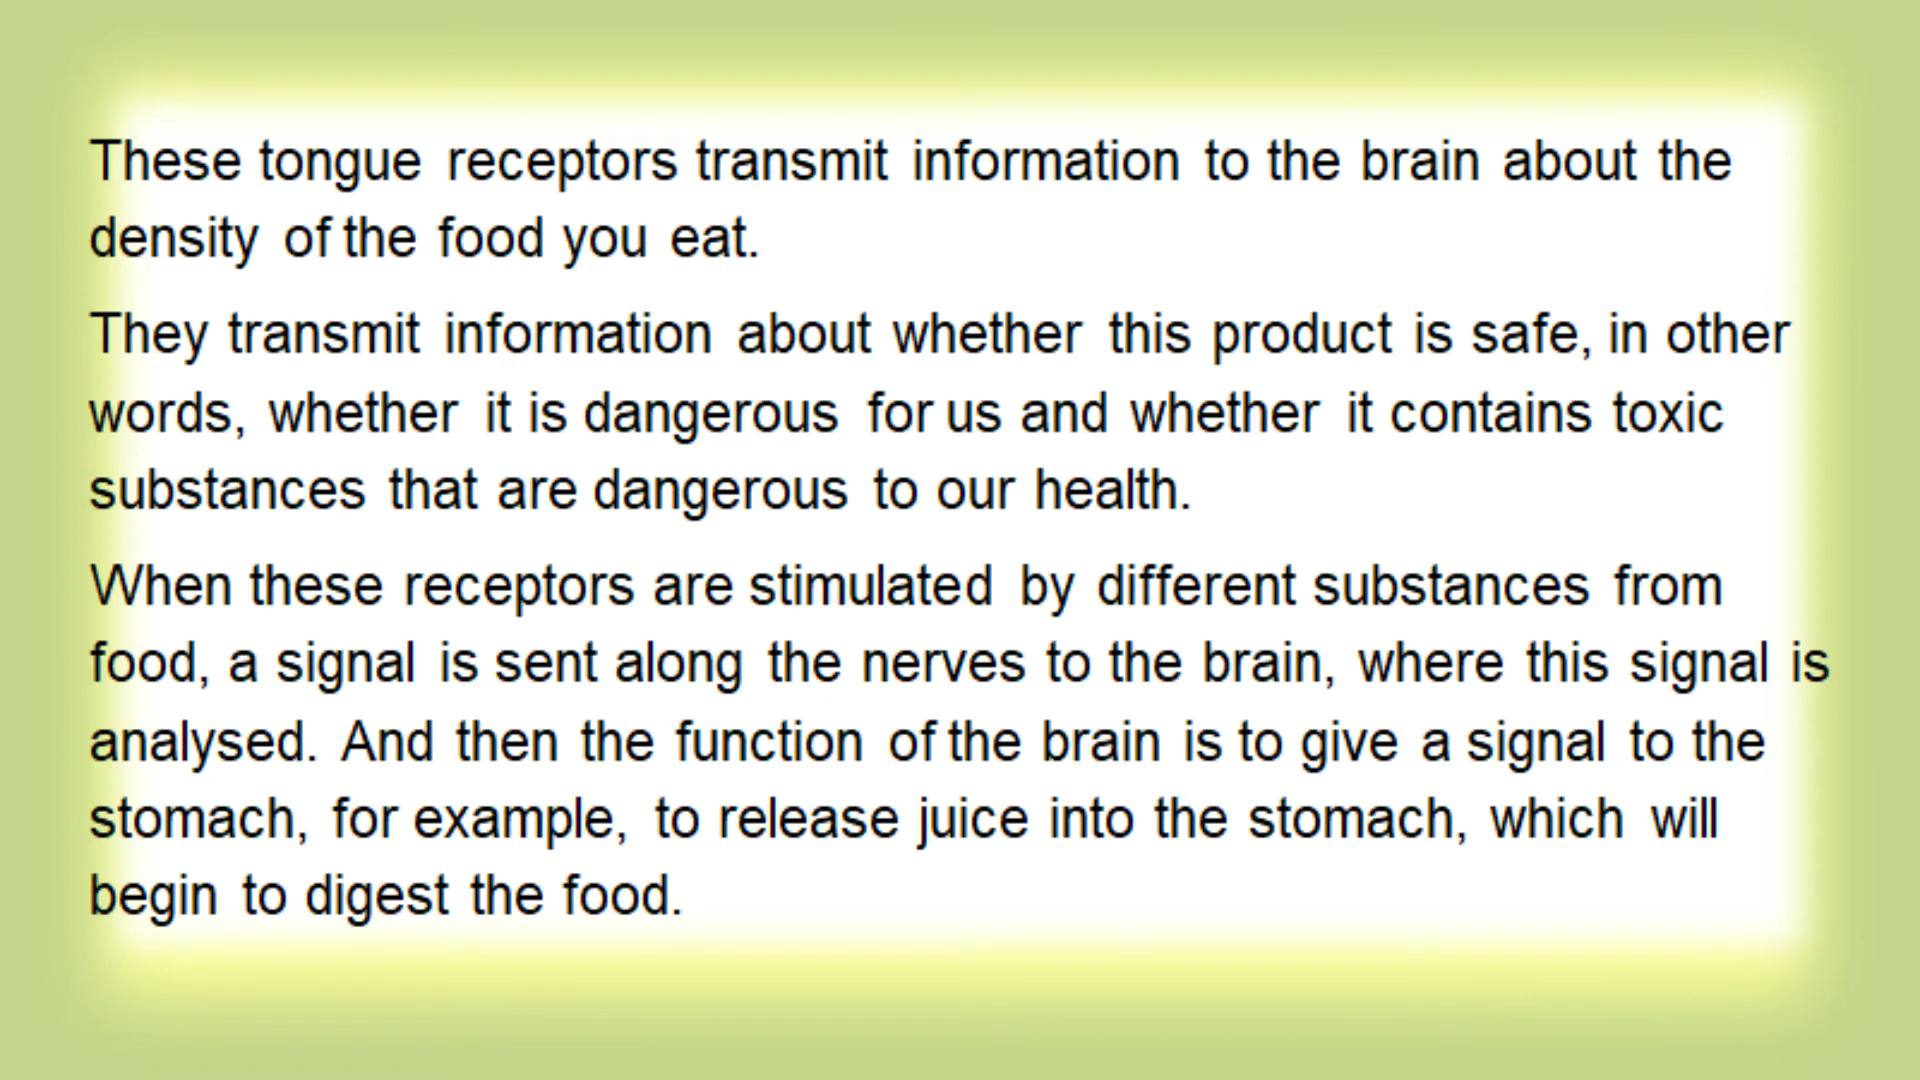 These tongue receptors transmit information to the brain about the
density of the food you eat.
They transmit information about whether this product is safe, in other
words, whether it is dangerous for us and whether it contains toxic
substances that are dangerous to our health.
When these receptors are stimulated by different substances from
food, a signal is sent along the nerves to the brain, where this signal is
analysed. And then the function of the brain is to give a signal to the
stomach, for example, to release juice into the stomach, which will
begin to digest the food.